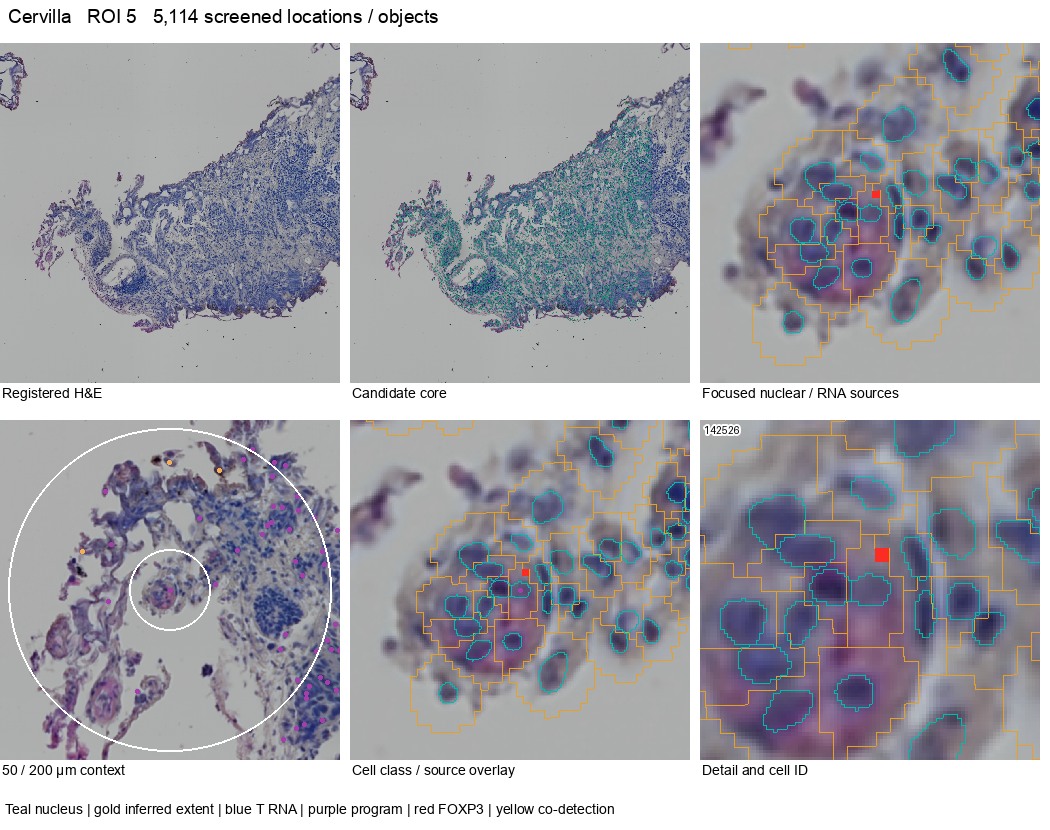 Cervilla ROI 5 5,114 screened locations / objects
Registered H&E
Candidate core
Focused nuclear / RNA sources
142526
50 / 200 µm context
Cell class / source overlay
Detail and cell ID
Teal nucleus | gold inferred extent | blue T RNA | purple program | red FOXP3 | yellow co-detection